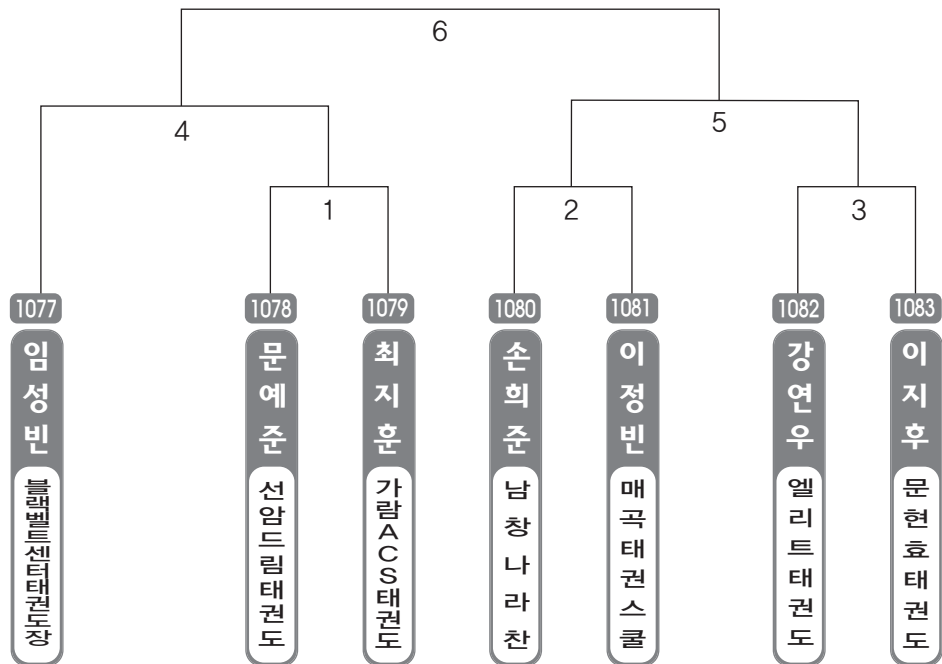 6
4
5
1
2
3
1077
1078
1079
1080
1081
1082
1083
임성빈
문예준
최지훈
손희준
이정빈
강연우
이지후
블랙벨트센터태권도장
선암드림태권도
가람ACS태권도
남창나라찬
매곡태권스쿨
엘리트태권도
문현효태권도